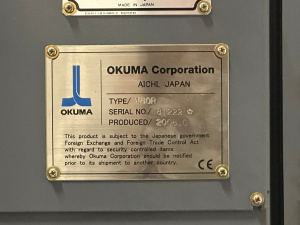 MADE IN JAPAN
OKUMA
OKUMA Corporation
AICHI, JAPAN
TYPE/
SERIAL NO./
PRODUCED/
This product is subject to the Japanese government
Foreign Exchange and Foreign Trade Control Act
with regard to security controlled items
whereby Okuma Corporation should be notified
prior to its shipment to another country.
CE